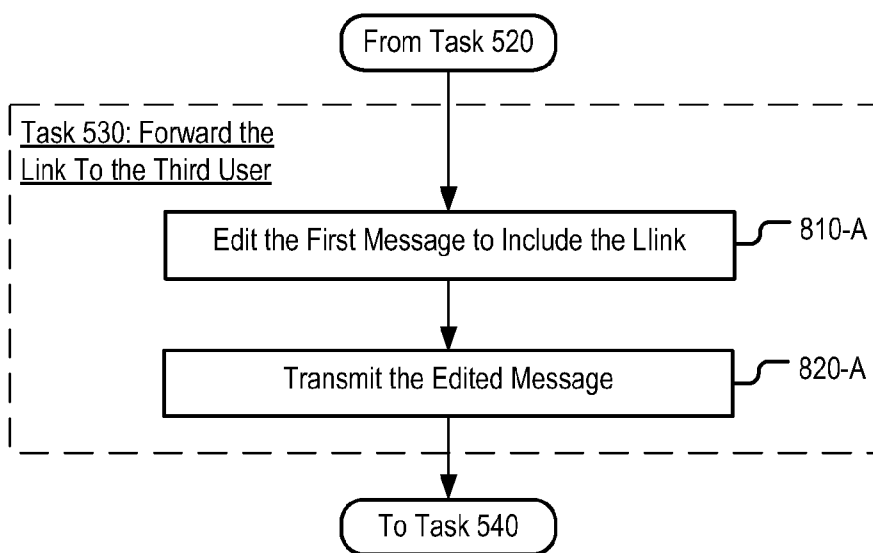 From Task 520
Task 530: Forward the
Link To the Third User
Edit the First Message to Include the Llink
810-A
Transmit the Edited Message
820-A
To Task 540